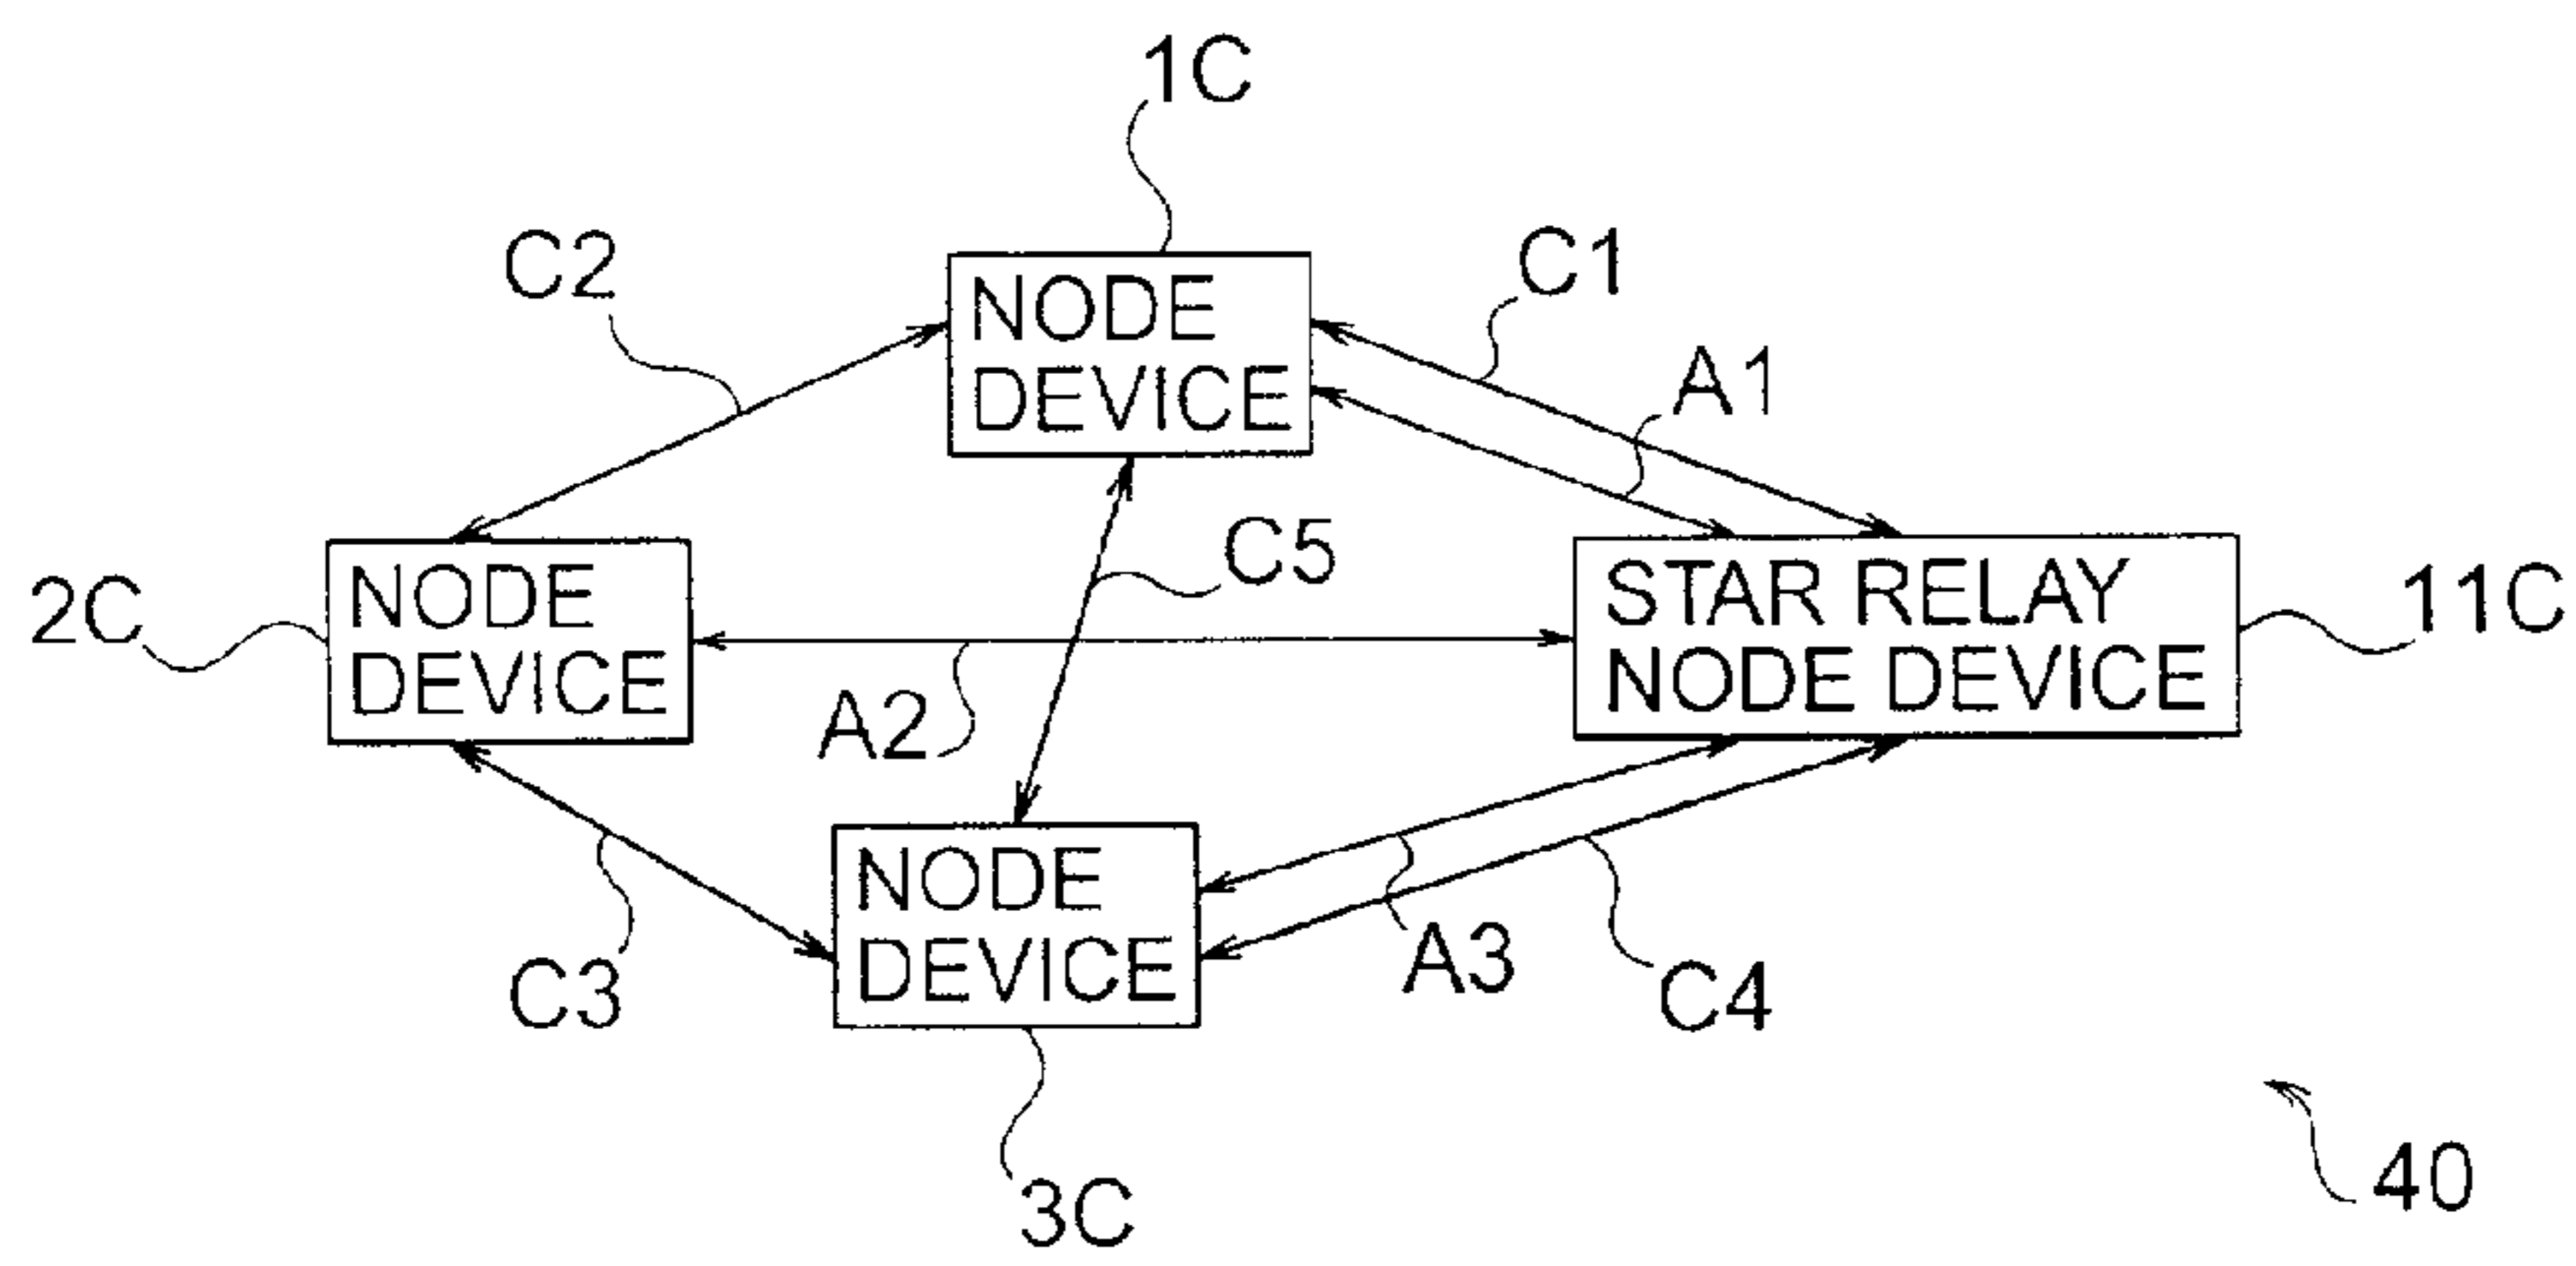 1C
C2
C1
NODE
DEVICE
A1
C5
2C
NODE
DEVICE
STAR RELAY
NODE DEVICE
11C
A2
NODE
DEVICE
C3
A3
C4
3C
40